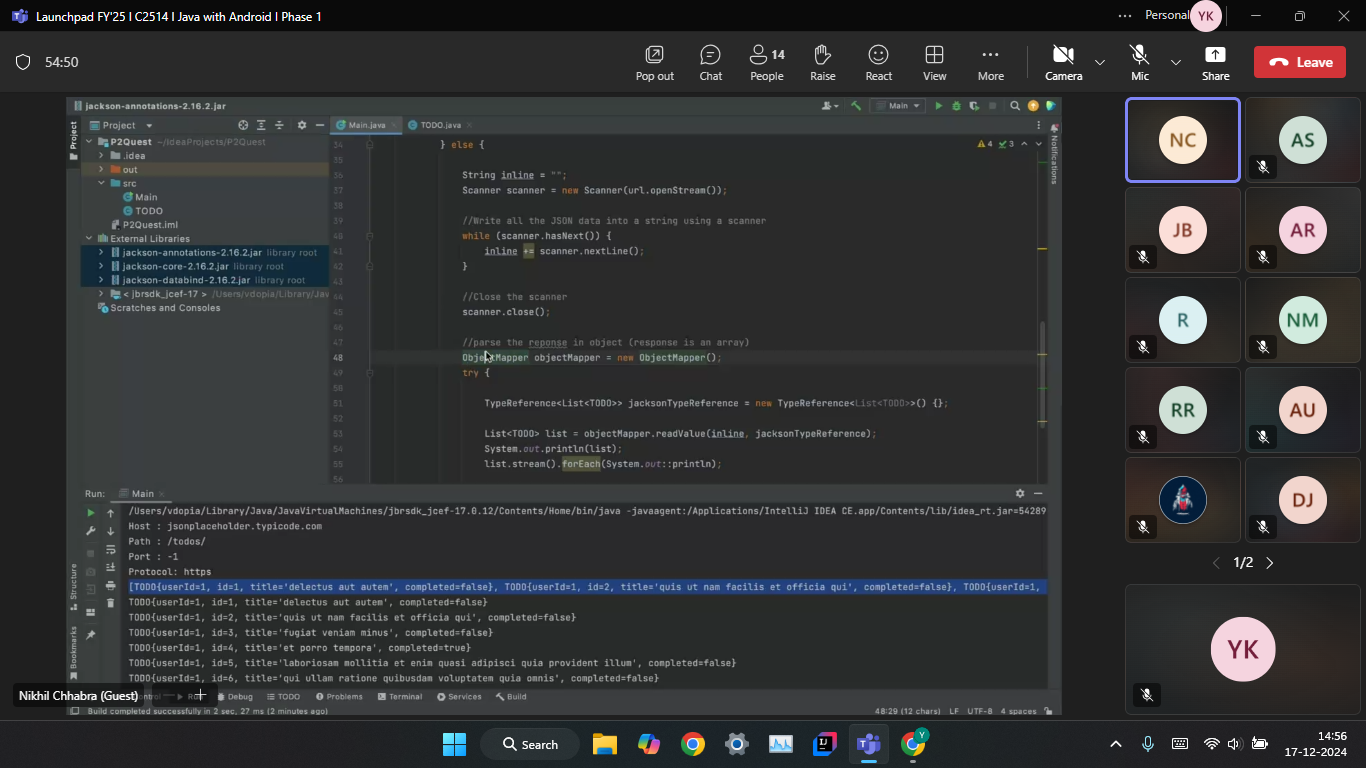 Launchpad FY'25 | C2514 | Java with Android | Phase 1
Personal
YK
54:50
Pop out
Chat
People
14
Raise
React
View
More
Camera
Mic
Share
Leave
jackson-annotations-2.16.2.jar
Main
Project
Main.java
TODO.java
P2Quest ~/IdeaProjects/P2Quest
.idea
out
src
Main
TODO
P2Quest.iml
External Libraries
jackson-annotations-2.16.2.jar library root
jackson-core-2.16.2.jar library root
jackson-databind-2.16.2.jar library root
< jbrsdk_jcef-17 > /Users/vdopia/Library/Jav
Scratches and Consoles
Project
Notifications
4
3
34 } else {
35
36 String inline = "";
37 Scanner scanner = new Scanner(url.openStream());
38
39 //Write all the JSON data into a string using a scanner
40 while (scanner.hasNext()) {
41 inline += scanner.nextLine();
42 }
43
44 //Close the scanner
45 scanner.close();
46
47 //parse the reponse in object (response is an array)
48 ObjectMapper objectMapper = new ObjectMapper();
49 try {
50
51 TypeReference<List<TODO>> jacksonTypeReference = new TypeReference<List<TODO>>() {};
52
53 List<TODO> list = objectMapper.readValue(inline, jacksonTypeReference);
54 System.out.println(list);
55 list.stream().forEach(System.out::println);
56
Run:
Main
/Users/vdopia/Library/Java/JavaVirtualMachines/jbrsdk_jcef-17.0.12/Contents/Home/bin/java -javaagent:/Applications/IntelliJ IDEA CE.app/Contents/lib/idea_rt.jar=54289
Host : jsonplaceholder.typicode.com
Path : /todos/
Port : -1
Protocol: https
[TODO{userId=1, id=1, title='delectus aut autem', completed=false}, TODO{userId=1, id=2, title='quis ut nam facilis et officia qui', completed=false}, TODO{userId=1,
TODO{userId=1, id=1, title='delectus aut autem', completed=false}
TODO{userId=1, id=2, title='quis ut nam facilis et officia qui', completed=false}
TODO{userId=1, id=3, title='fugiat veniam minus', completed=false}
TODO{userId=1, id=4, title='et porro tempora', completed=true}
TODO{userId=1, id=5, title='laboriosam mollitia et enim quasi adipisci quia provident illum', completed=false}
TODO{userId=1, id=6, title='qui ullam ratione quibusdam voluptatem quia omnis', completed=false}
Structure
Bookmarks
Nikhil Chhabra (Guest)
Debug
TODO
Problems
Terminal
Services
Build
Build completed successfully in 2 sec, 27 ms (2 minutes ago)
48:29 (12 chars) LF UTF-8 4 spaces
NC
AS
JB
AR
R
NM
RR
AU
DJ
1/2
YK
Search
Y
14:56
17-12-2024